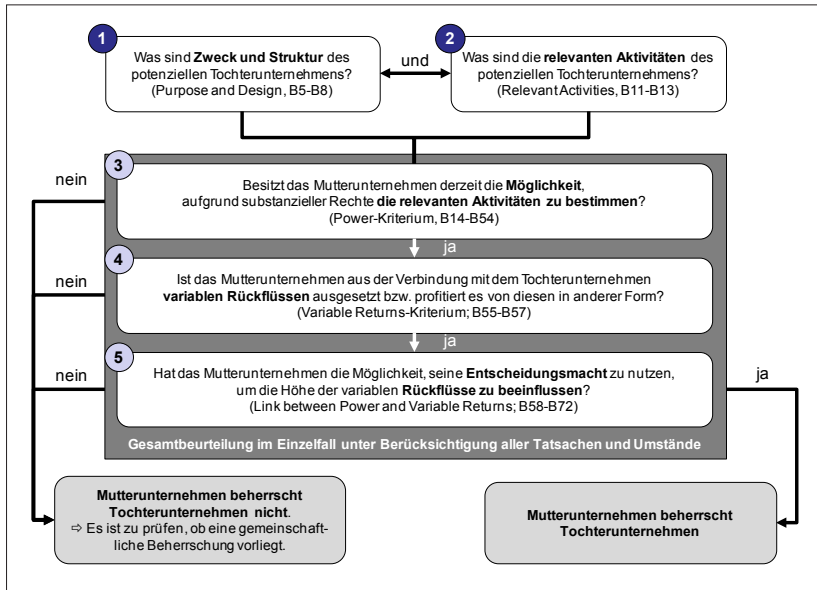 1
Was sind Zweck und Struktur des
potenziellen Tochterunternehmens?
(Purpose and Design, B5-B8)
und
2
Was sind die relevanten Aktivitäten des
potenziellen Tochterunternehmens?
(Relevant Activities, B11-B13)
3
nein
Besitzt das Mutterunternehmen derzeit die Möglichkeit,
aufgrund substanzieller Rechte die relevanten Aktivitäten zu bestimmen?
(Power-Kriterium, B14-B54)
ja
4
nein
Ist das Mutterunternehmen aus der Verbindung mit dem Tochterunternehmen
variablen Rückflüssen ausgesetzt bzw. profitiert es von diesen in anderer Form?
(Variable Returns-Kriterium; B55-B57)
ja
5
nein
Hat das Mutterunternehmen die Möglichkeit, seine Entscheidungsmacht zu nutzen,
um die Höhe der variablen Rückflüsse zu beeinflussen?
(Link between Power and Variable Returns; B58-B72)
ja
Gesamtbeurteilung im Einzelfall unter Berücksichtigung aller Tatsachen und Umstände
Mutterunternehmen beherrscht
Tochterunternehmen nicht.
⇨ Es ist zu prüfen, ob eine gemeinschaft-
liche Beherrschung vorliegt.
Mutterunternehmen beherrscht
Tochterunternehmen